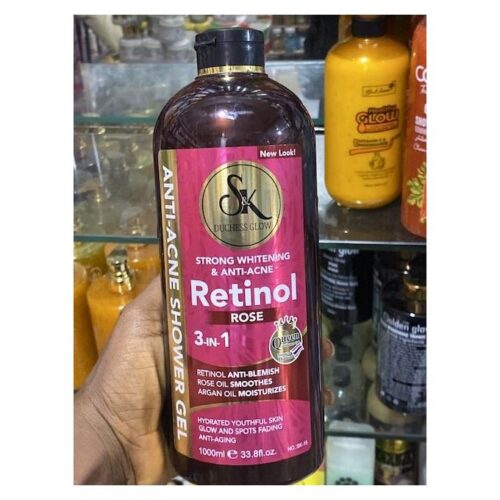 New Look!
S&K
DUCHESS GLOW
STRONG WHITENING
& ANTI-ACNE
Retinol
ROSE
3-IN-1
Queen
RETINOL ANTI-BLEMISH
ROSE OIL SMOOTHES
ARGAN OIL MOISTURIZES
HYDRATED YOUTHFUL SKIN
GLOW AND SPOTS FADING
ANTI-AGING
1000ml e 33.8fl.oz.
ANTI-ACNE SHOWER GEL
GLOW